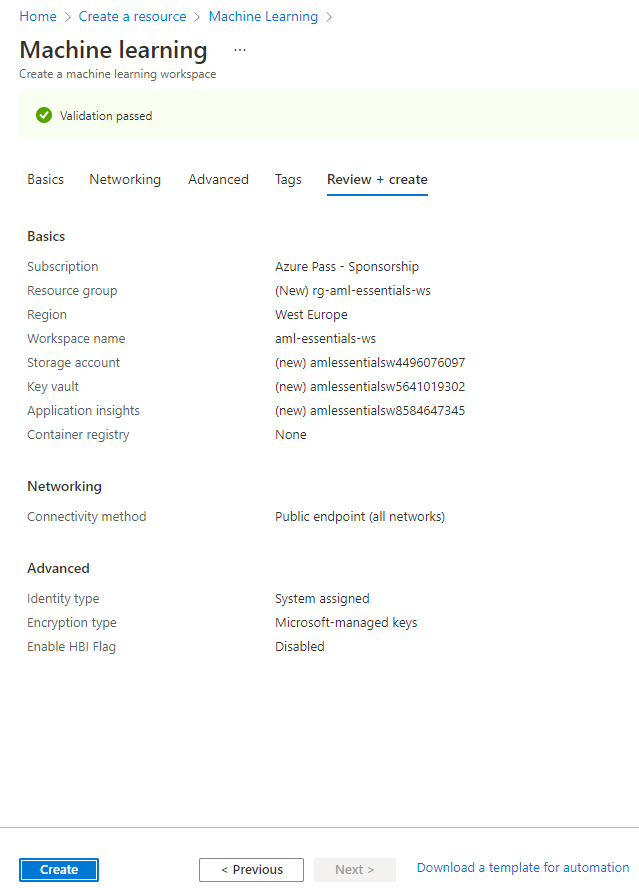 Home > Create a resource > Machine Learning >
Machine learning ...
Create a machine learning workspace
Validation passed
Basics Networking Advanced Tags Review + create
Basics
Subscription Azure Pass - Sponsorship
Resource group (New) rg-aml-essentials-ws
Region West Europe
Workspace name aml-essentials-ws
Storage account (new) amlessentialsw4496076097
Key vault (new) amlessentialsw5641019302
Application insights (new) amlessentialsw8584647345
Container registry None
Networking
Connectivity method Public endpoint (all networks)
Advanced
Identity type System assigned
Encryption type Microsoft-managed keys
Enable HBI Flag Disabled
Create < Previous Next > Download a template for automation